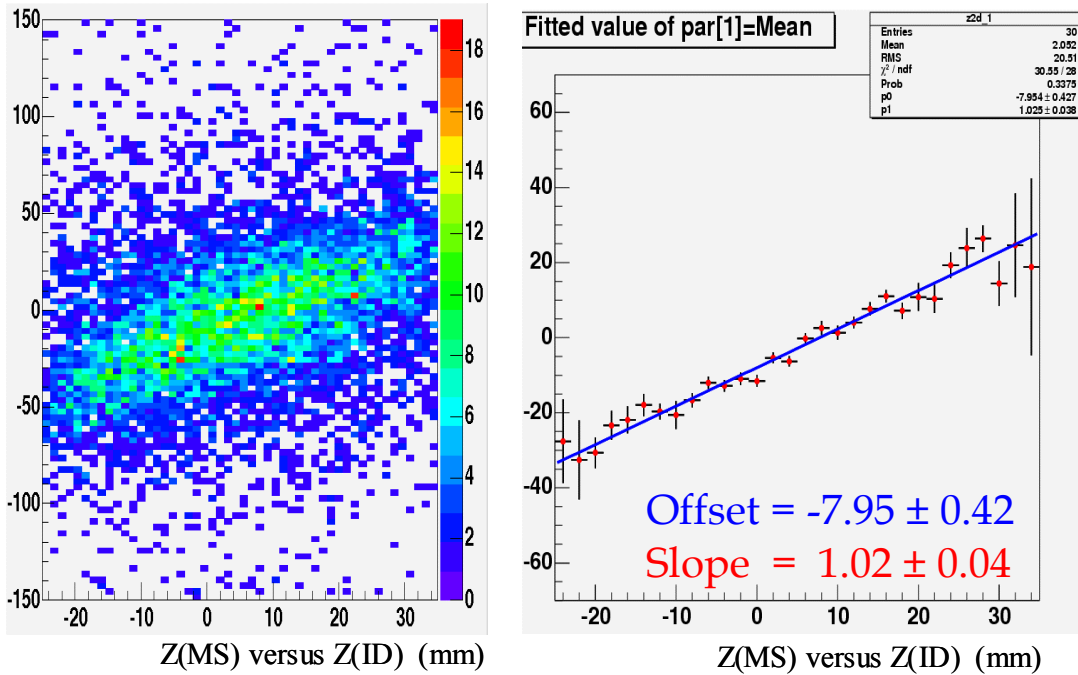 150
100
50
0
-50
-100
-150
-20
-10
0
10
20
30
18
16
14
12
10
8
6
4
2
0
Z(MS) versus Z(ID) (mm)
Fitted value of par[1]=Mean
z2d_1
Entries 30
Mean 2.052
RMS 20.51
χ² / ndf 30.55 / 28
Prob 0.3375
p0 -7.954 ± 0.427
p1 1.025 ± 0.038
60
40
20
0
-20
-40
-60
Offset = -7.95 ± 0.42
Slope = 1.02 ± 0.04
-20
-10
0
10
20
30
Z(MS) versus Z(ID) (mm)